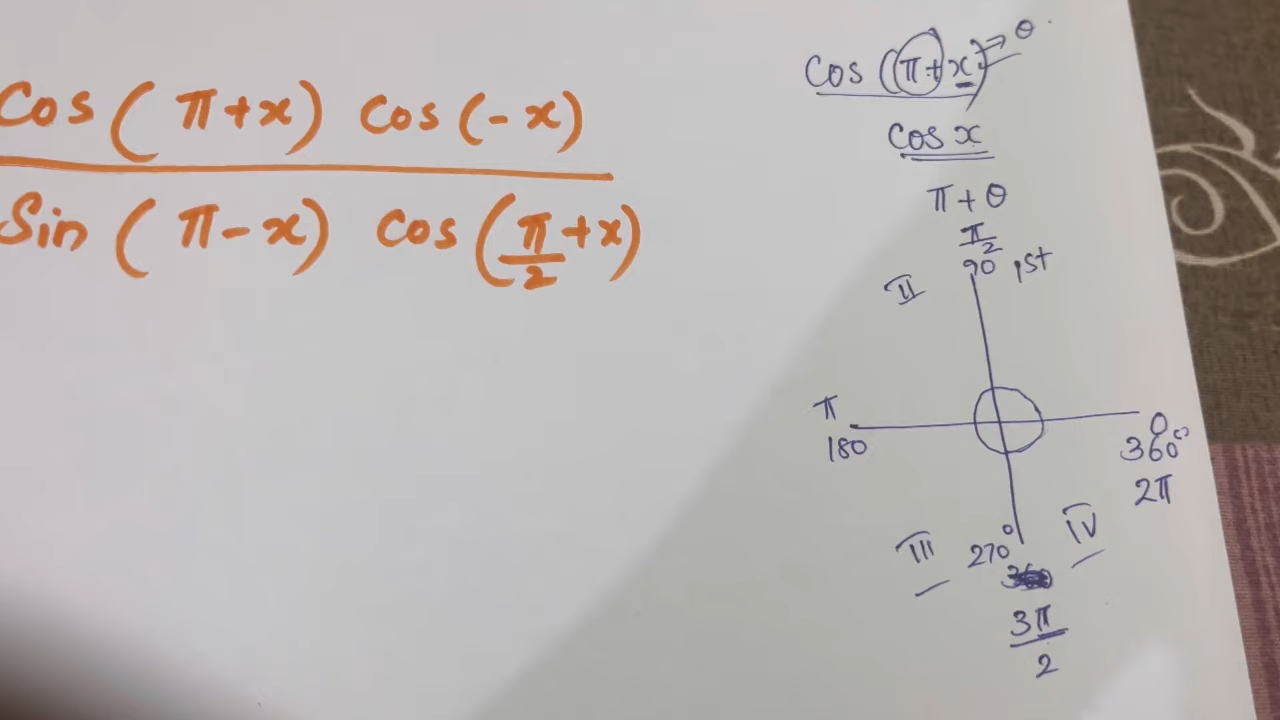 Cos ( π+x) cos (-x)
Sin ( π-x) cos (π/2 +x)
Cos (π+x) → θ
cos x
π + θ
π/2
90 1st
II
π
180
0
360°
2π
III 270° IV
3π
2